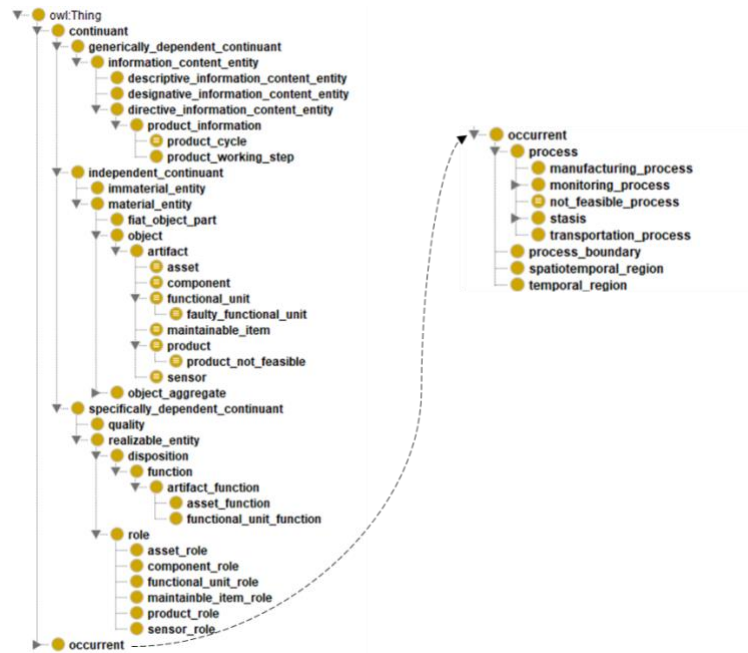 owl:Thing
continuant
generically_dependent_continuant
information_content_entity
descriptive_information_content_entity
designative_information_content_entity
directive_information_content_entity
product_information
product_cycle
product_working_step
independent_continuant
immaterial_entity
material_entity
fiat_object_part
object
artifact
asset
component
functional_unit
faulty_functional_unit
maintainable_item
product
product_not_feasible
sensor
object_aggregate
specifically_dependent_continuant
quality
realizable_entity
disposition
function
artifact_function
asset_function
functional_unit_function
role
asset_role
component_role
functional_unit_role
maintainble_item_role
product_role
sensor_role
occurrent
occurrent
process
manufacturing_process
monitoring_process
not_feasible_process
stasis
transportation_process
process_boundary
spatiotemporal_region
temporal_region